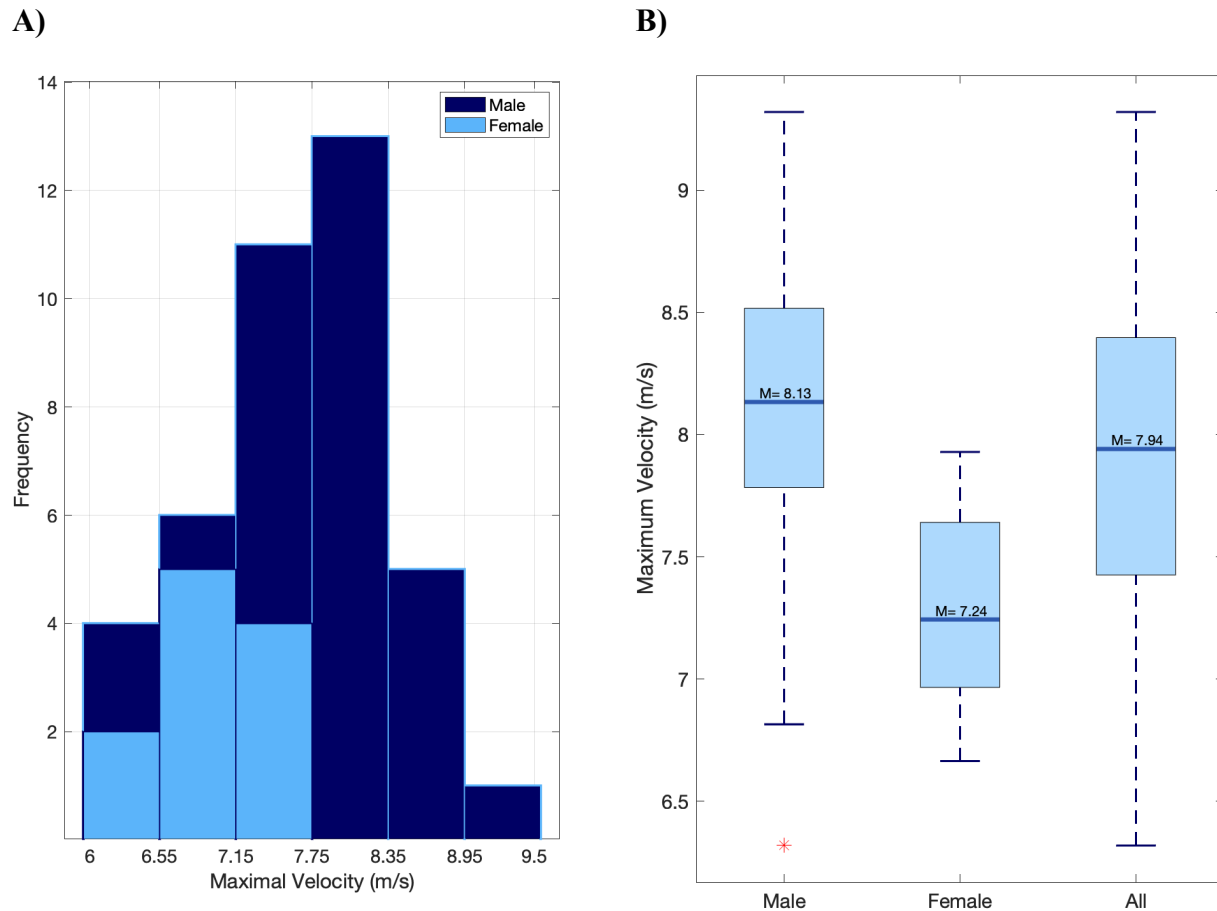 A)
14
12
10
8
6
4
2
Frequency
6 6.55 7.15 7.75 8.35 8.95 9.5
Maximal Velocity (m/s)
Male
Female
B)
9
8.5
8
7.5
7
6.5
Maximum Velocity (m/s)
M= 8.13
M= 7.24
M= 7.94
Male Female All